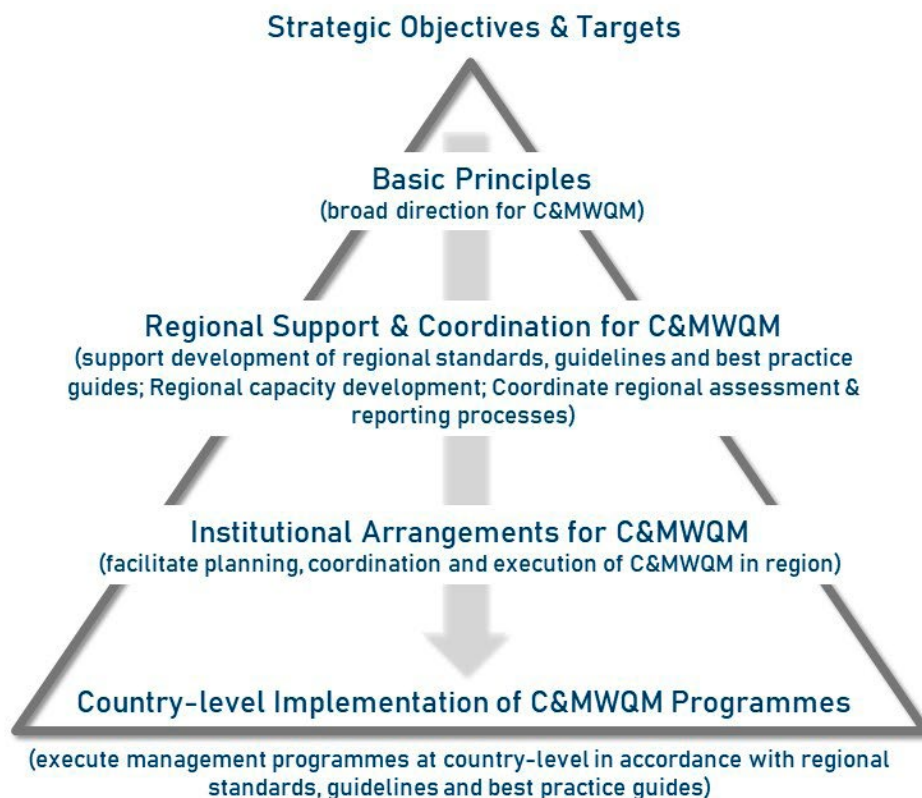 Strategic Objectives & Targets
Basic Principles
(broad direction for C&MWQM)
Regional Support & Coordination for C&MWQM
(support development of regional standards, guidelines and best practice
guides; Regional capacity development; Coordinate regional assessment &
reporting processes)
Institutional Arrangements for C&MWQM
(facilitate planning, coordination and execution of C&MWQM in region)
Country-level Implementation of C&MWQM Programmes
(execute management programmes at country-level in accordance with regional
standards, guidelines and best practice guides)